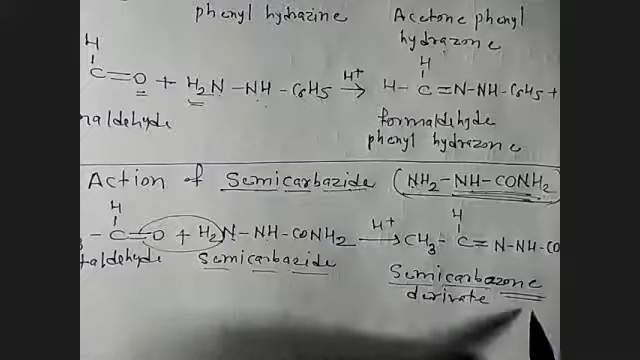 phenyl hydrazine
Acetone phenyl
hydrazone
H
C=O + H2N-NH-C6H5 H+→ H-C=N-NH-C6H5 +
H
naldehyde
formaldehyde
phenyl hydrazone
Action of Semicarbazide (NH2-NH-CONH2)
H
-C=O + H2N-NH-CONH2 H+→ CH3-C=N-NH-CO
H
taldehyde
Semicarbazide
Semicarbazone
derivate